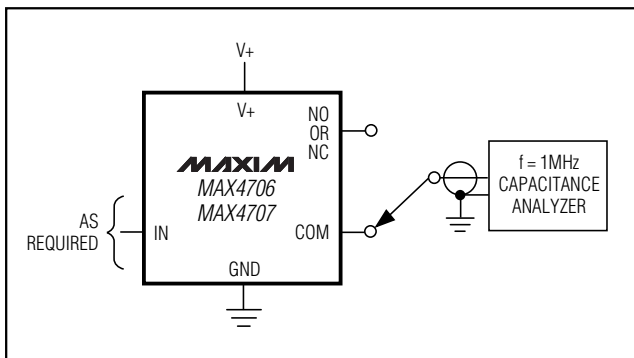 V+
V+
NO
OR
NC
MAXIM
MAX4706
MAX4707
AS
REQUIRED
IN
COM
GND
f = 1MHz
CAPACITANCE
ANALYZER